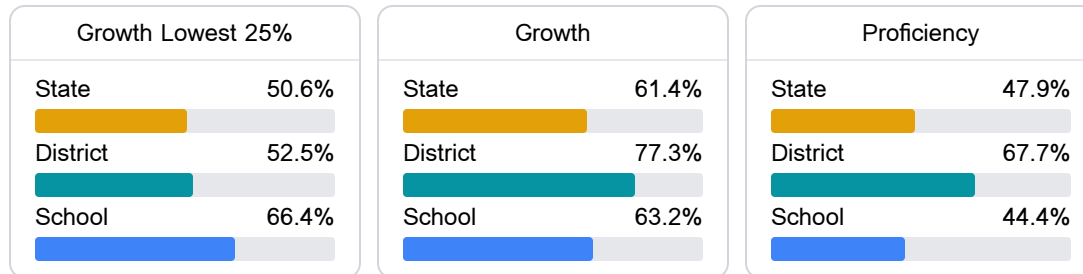 Growth Lowest 25%
State 50.6%
District 52.5%
School 66.4%
Growth
State 61.4%
District 77.3%
School 63.2%
Proficiency
State 47.9%
District 67.7%
School 44.4%